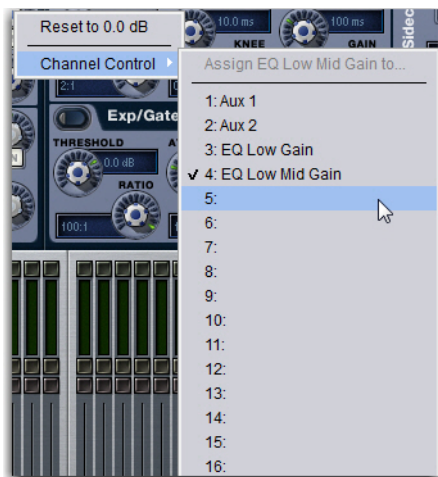 Reset to 0.0 dB
10.0 ms
100 ms
KNEE
GAIN
Sidec
Channel Control
Assign EQ Low Mid Gain to...
2:1
1: Aux 1
2: Aux 2
Exp/Gate
3: EQ Low Gain
THRESHOLD
✓ 4: EQ Low Mid Gain
0.0 dB
IN
RATIO
5:
100:1
6:
7:
8:
9:
10:
11:
12:
13:
14:
15:
16: